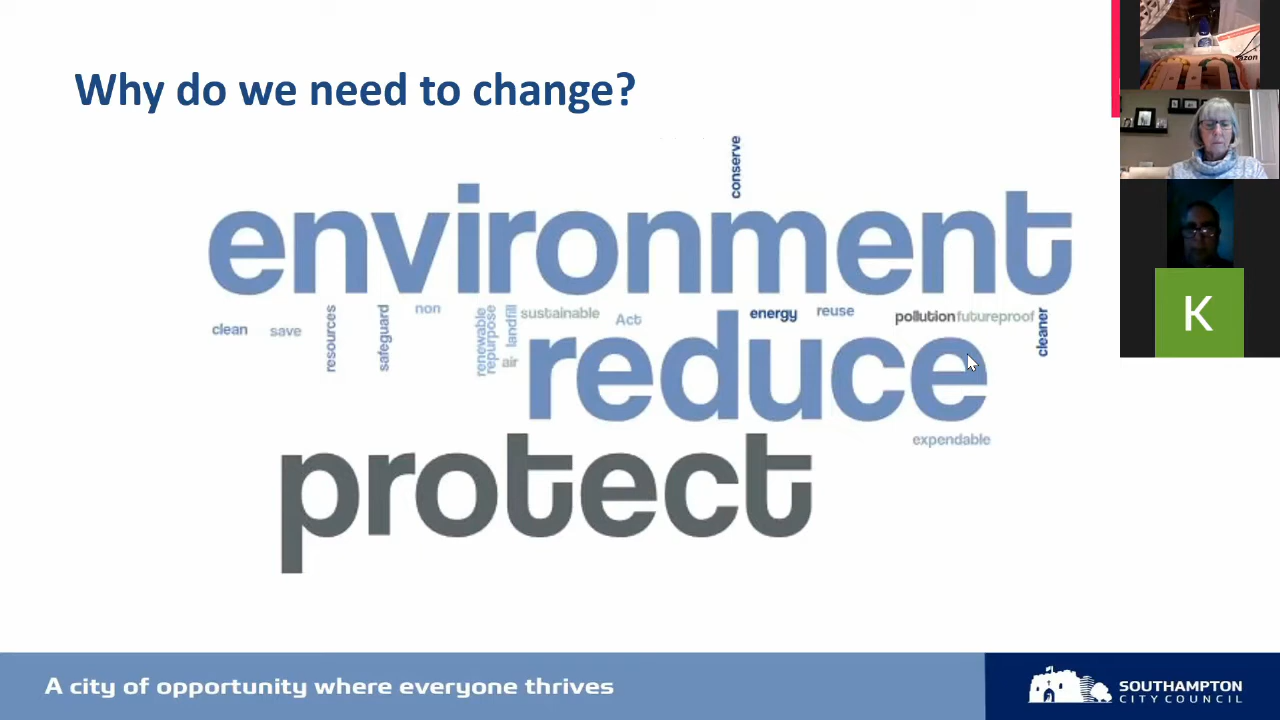 Why do we need to change?
conserve
environment
clean
save
resources
safeguard
non
renewable
repurpose
landfill
air
sustainable
Act
energy
reuse
pollution
futureproof
cleaner
reduce
expendable
protect
A city of opportunity where everyone thrives
SOUTHAMPTON
CITY COUNCIL
K